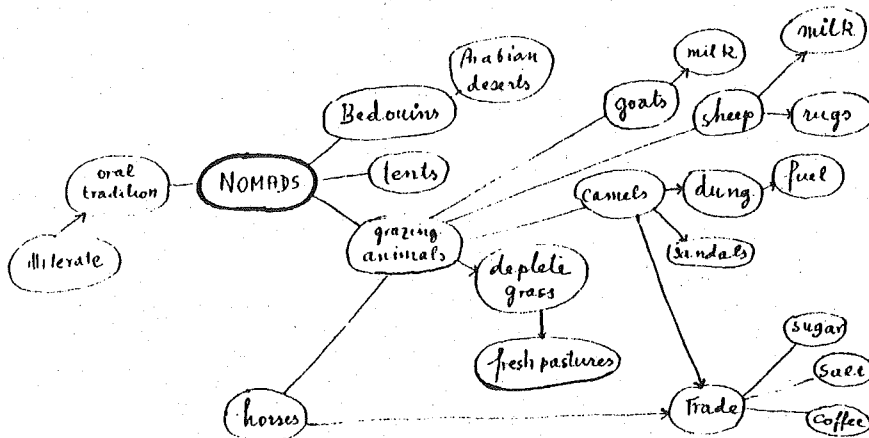 milk
milk
Arabian
deserts
Bedouins
goats
sheep
rugs
oral
tradition
NOMADS
tents
camels
dung
fuel
grazing
animals
illiterate
deplete
grass
sandals
fresh pastures
sugar
Salt
horses
Trade
coffee